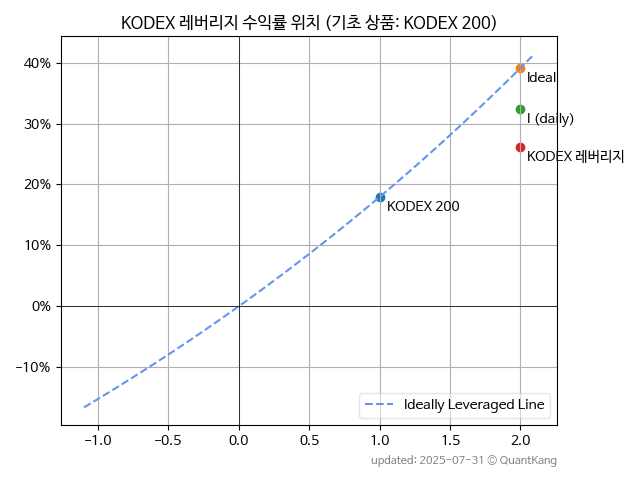 KODEX 레버리지 수익률 위치 (기초 상품: KODEX 200)
40%
30%
20%
10%
0%
−10%
Ideal
I (daily)
KODEX 레버리지
KODEX 200
Ideally Leveraged Line
−1.0 −0.5 0.0 0.5 1.0 1.5 2.0
updated: 2025-07-31 © QuantKang